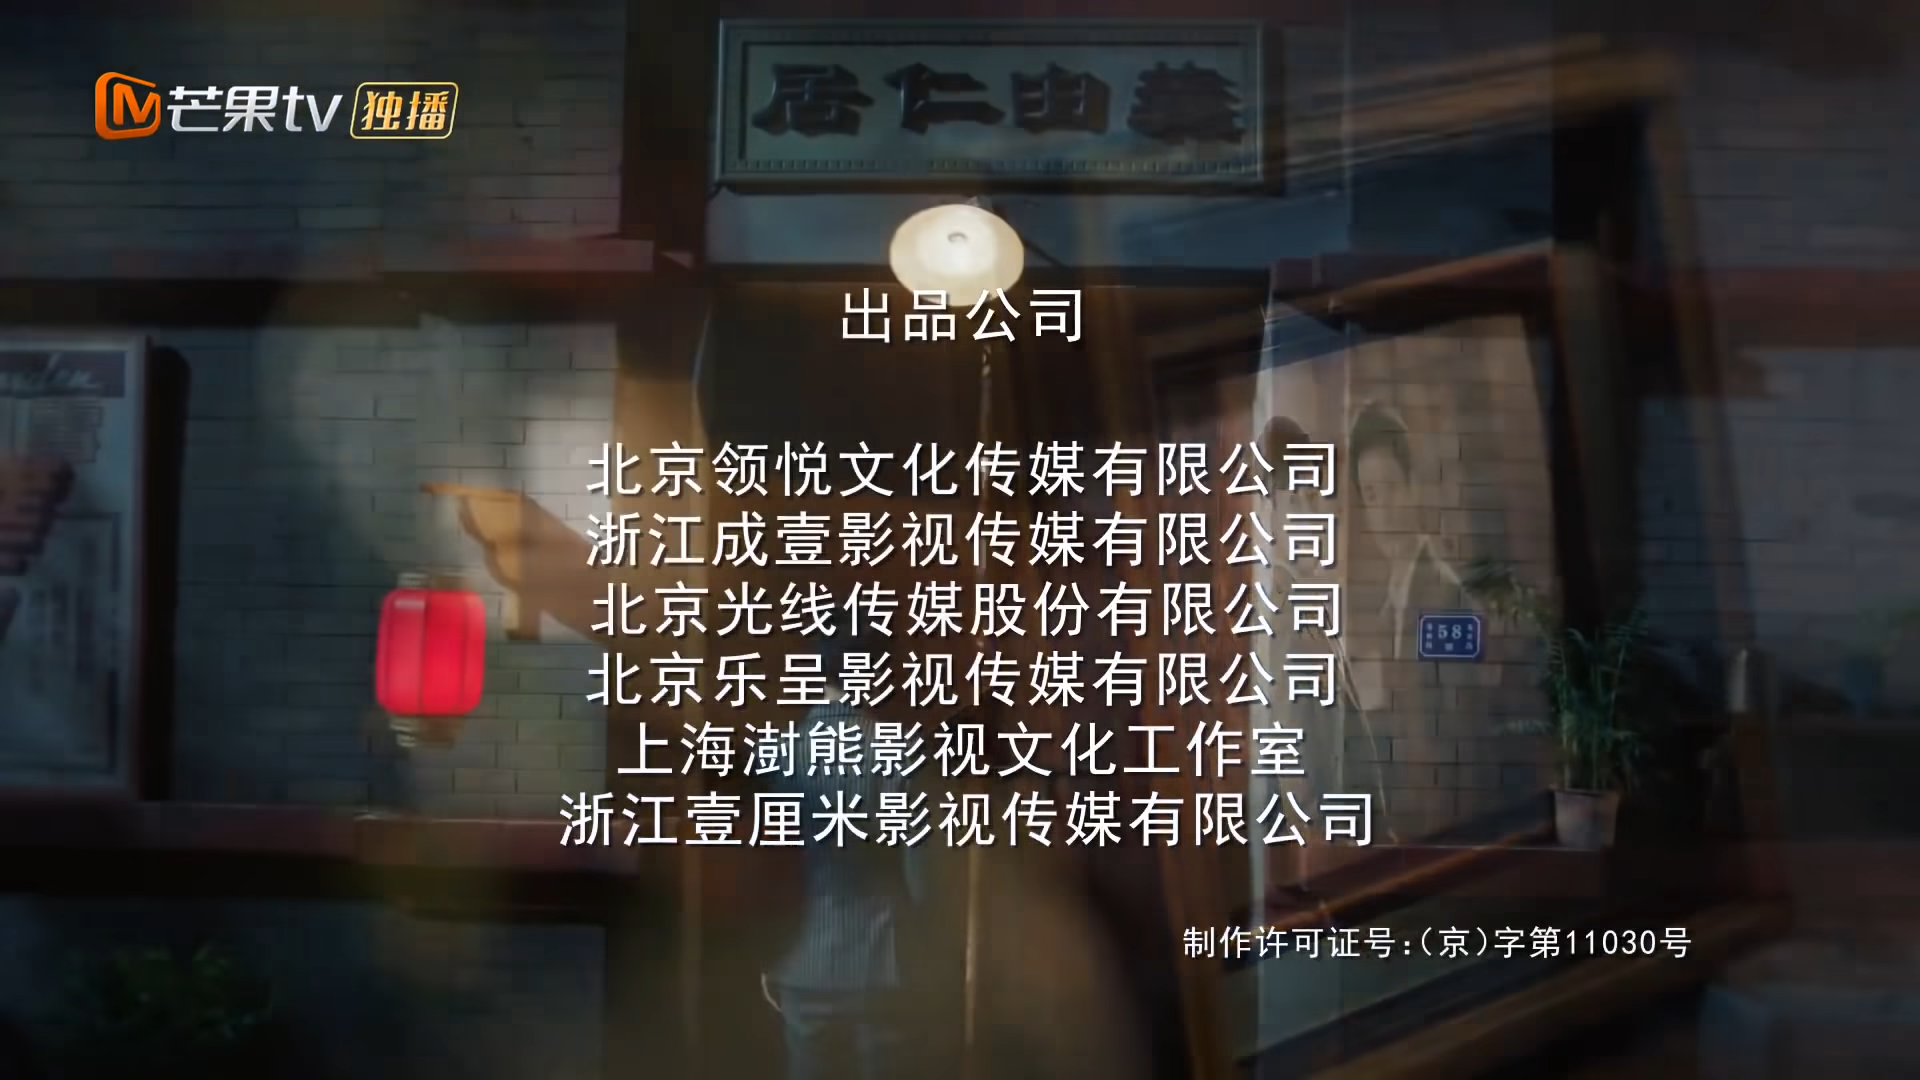 芒果tv 独播
居仁由義
出品公司
北京领悦文化传媒有限公司
浙江成壹影视传媒有限公司
北京光线传媒股份有限公司
北京乐呈影视传媒有限公司
58
上海澍熊影视文化工作室
浙江壹厘米影视传媒有限公司
制作许可证号:(京)字第11030号